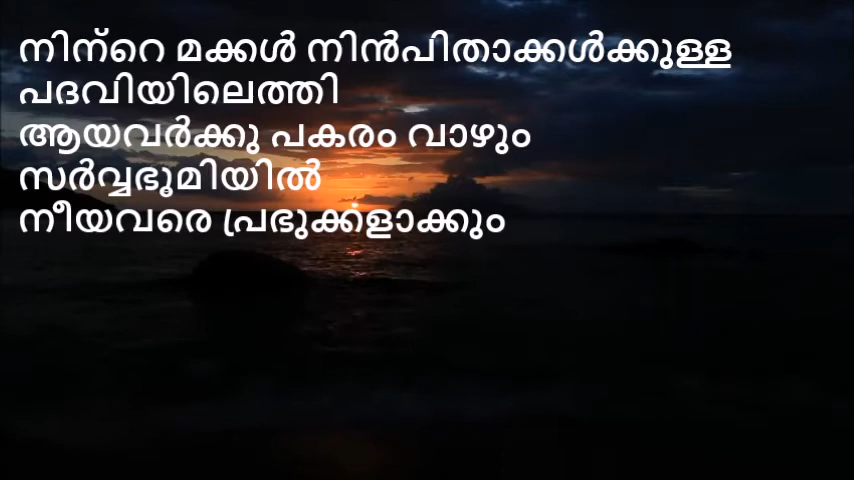 നിന്റെ മക്കൾ നിൻപിതാക്കൾക്കുള്ള
പദവിയിലെത്തി
ആയവർക്കു പകരം വാഴും
സർവ്വഭൂമിയിൽ
നീയവരെ പ്രഭുക്കളാക്കും